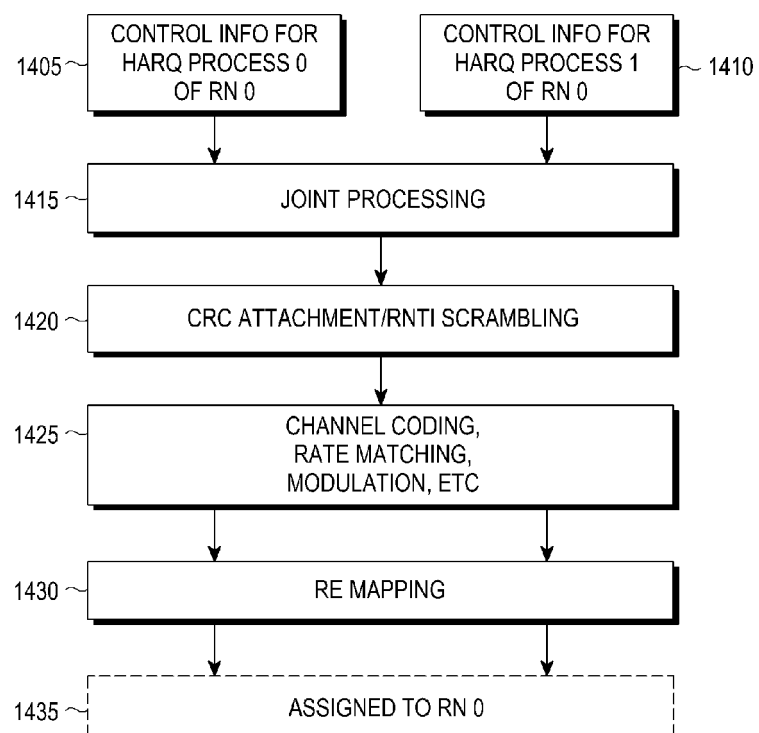 CONTROL INFO FOR
HARQ PROCESS 0
OF RN 0
1405
CONTROL INFO FOR
HARQ PROCESS 1
OF RN 0
1410
1415
JOINT PROCESSING
1420
CRC ATTACHMENT/RNTI SCRAMBLING
1425
CHANNEL CODING,
RATE MATCHING,
MODULATION, ETC
1430
RE MAPPING
1435
ASSIGNED TO RN 0